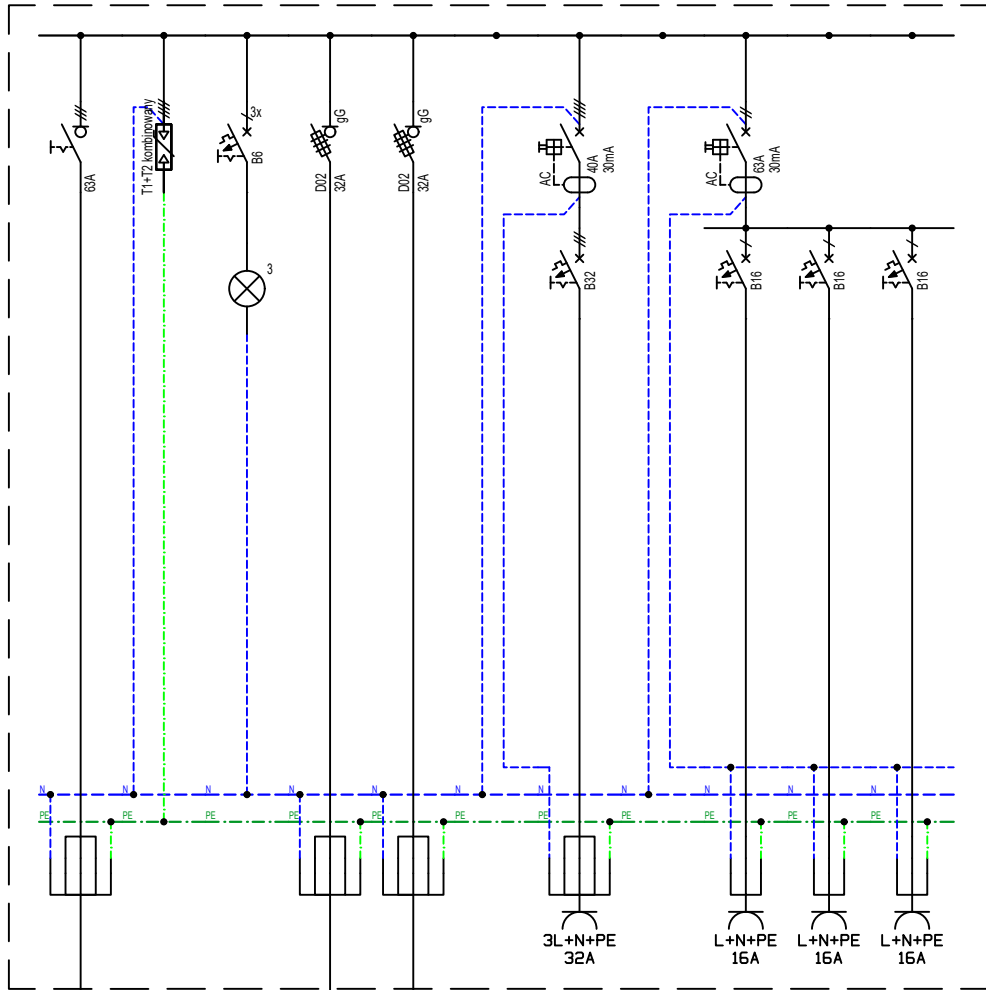 63A
T1+T2 kombinowany
3x
B6
3
gG
D02
32A
gG
D02
32A
AC
40A
30mA
B32
AC
63A
30mA
B16
B16
B16
N N N N N N N N N N N
PE PE PE PE PE PE PE PE PE PE PE
3L+N+PE
32A
L+N+PE
16A
L+N+PE
16A
L+N+PE
16A